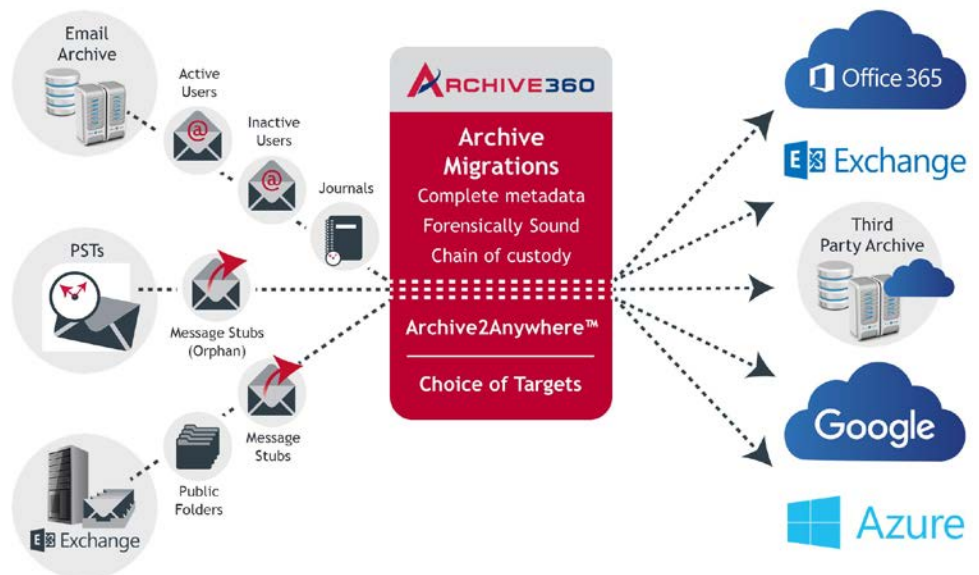 Email
Archive
Active
Users
@
Inactive
Users
@
Journals
PSTs
Message Stubs
(Orphan)
Message
Stubs
Public
Folders
E Exchange
ARCHIVE360
Archive
Migrations
Complete metadata
Forensically Sound
Chain of custody
Archive2Anywhere™
Choice of Targets
Office 365
E Exchange
Third
Party Archive
Google
Azure